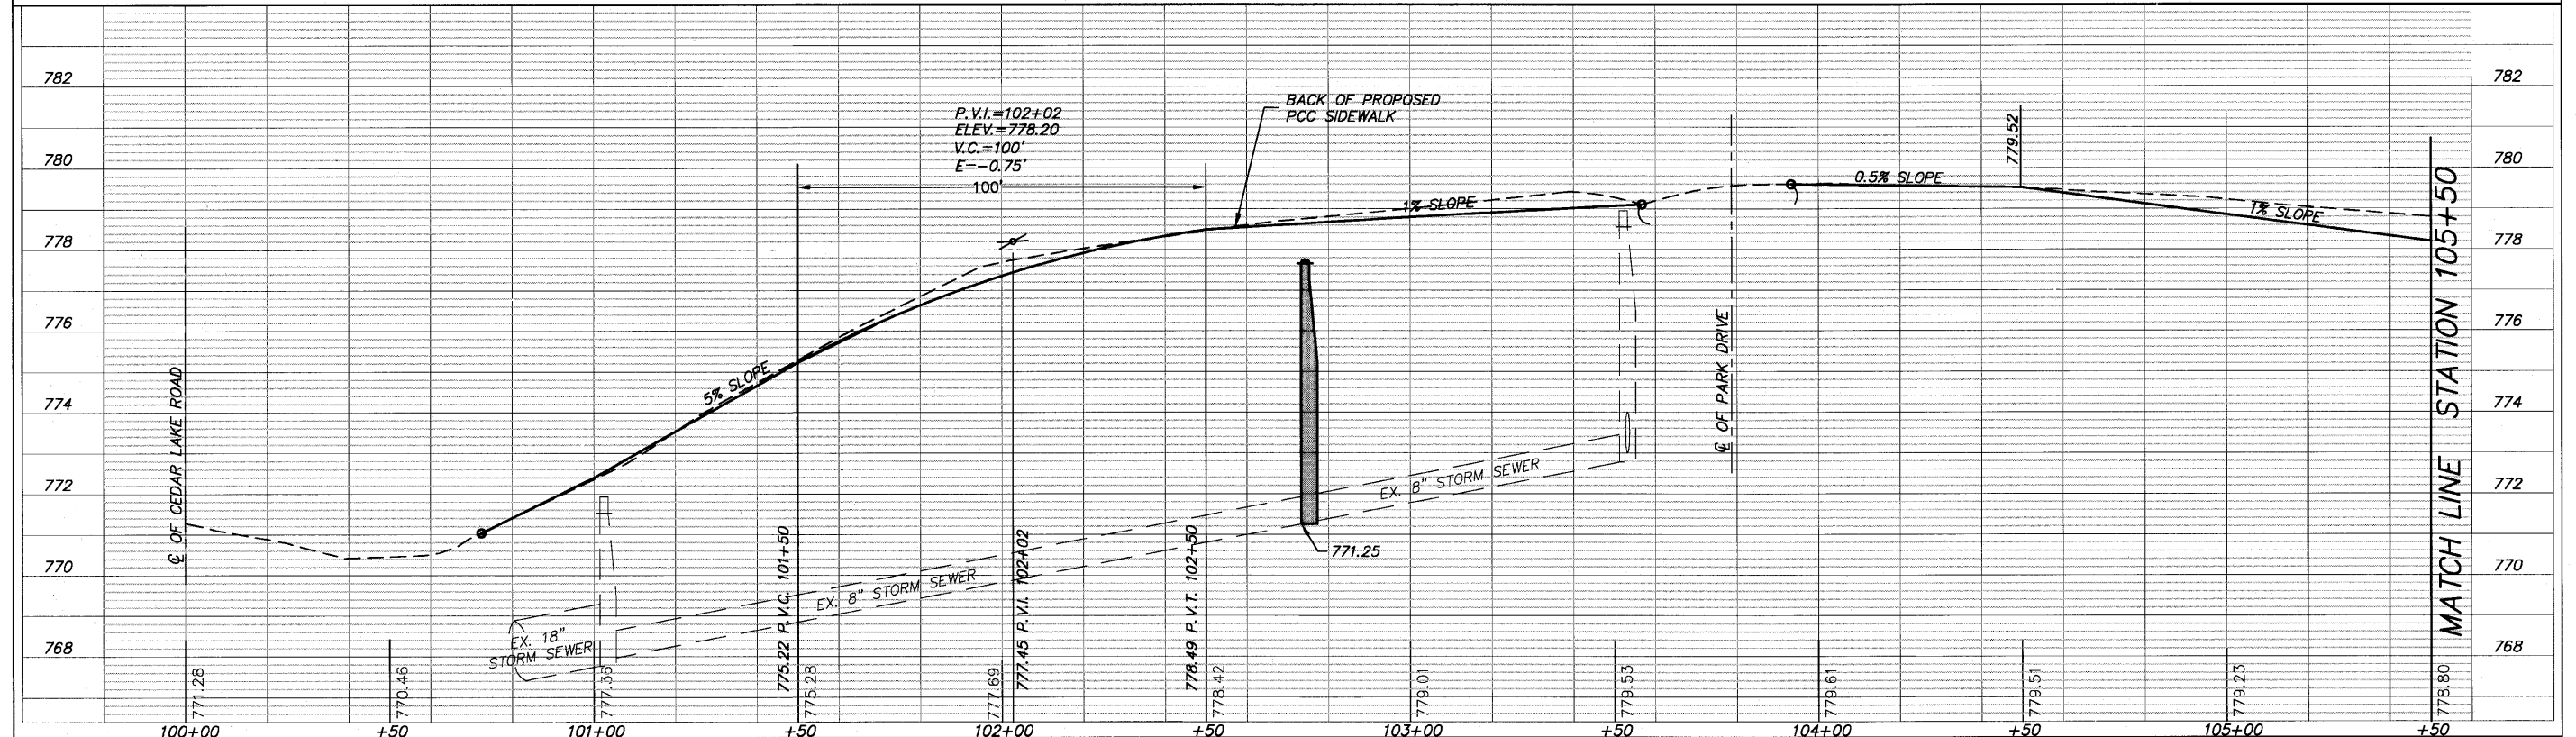 782
780
778
776
774
772
770
768
℄ OF CEDAR LAKE ROAD
5% SLOPE
P.V.I.=102+02
ELEV.=778.20
V.C.=100'
E=-0.75'
100'
BACK OF PROPOSED
PCC SIDEWALK
1% SLOPE
℄ OF PARK DRIVE
0.5% SLOPE
779.52
1% SLOPE
MATCH LINE STATION 105+50
782
780
778
776
774
772
770
768
EX. 18"
STORM SEWER
EX. 8" STORM SEWER
EX. 8" STORM SEWER
771.25
775.22 P.V.C. 101+50
777.45 P.V.I. 102+02
778.49 P.V.T. 102+50
771.28
770.46
777.35
775.28
777.69
778.42
779.01
779.53
779.61
779.51
779.23
778.80
100+00
+50
101+00
+50
102+00
+50
103+00
+50
104+00
+50
105+00
+50